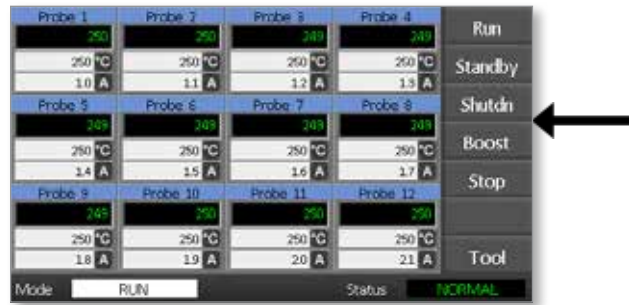 Probe 1 Probe 2 Probe 3 Probe 4 Run
250 250 249 249
250 °C 250 °C 250 °C 250 °C Standby
1.0 A 1.1 A 1.2 A 1.3 A
Probe 5 Probe 6 Probe 7 Probe 8 Shutdn
249 249 249 249
250 °C 250 °C 250 °C 250 °C Boost
1.4 A 1.5 A 1.6 A 1.7 A
Probe 9 Probe 10 Probe 11 Probe 12 Stop
249 250 250 250
250 °C 250 °C 250 °C 250 °C
1.8 A 1.9 A 2.0 A 2.1 A Tool
Mode RUN Status NORMAL